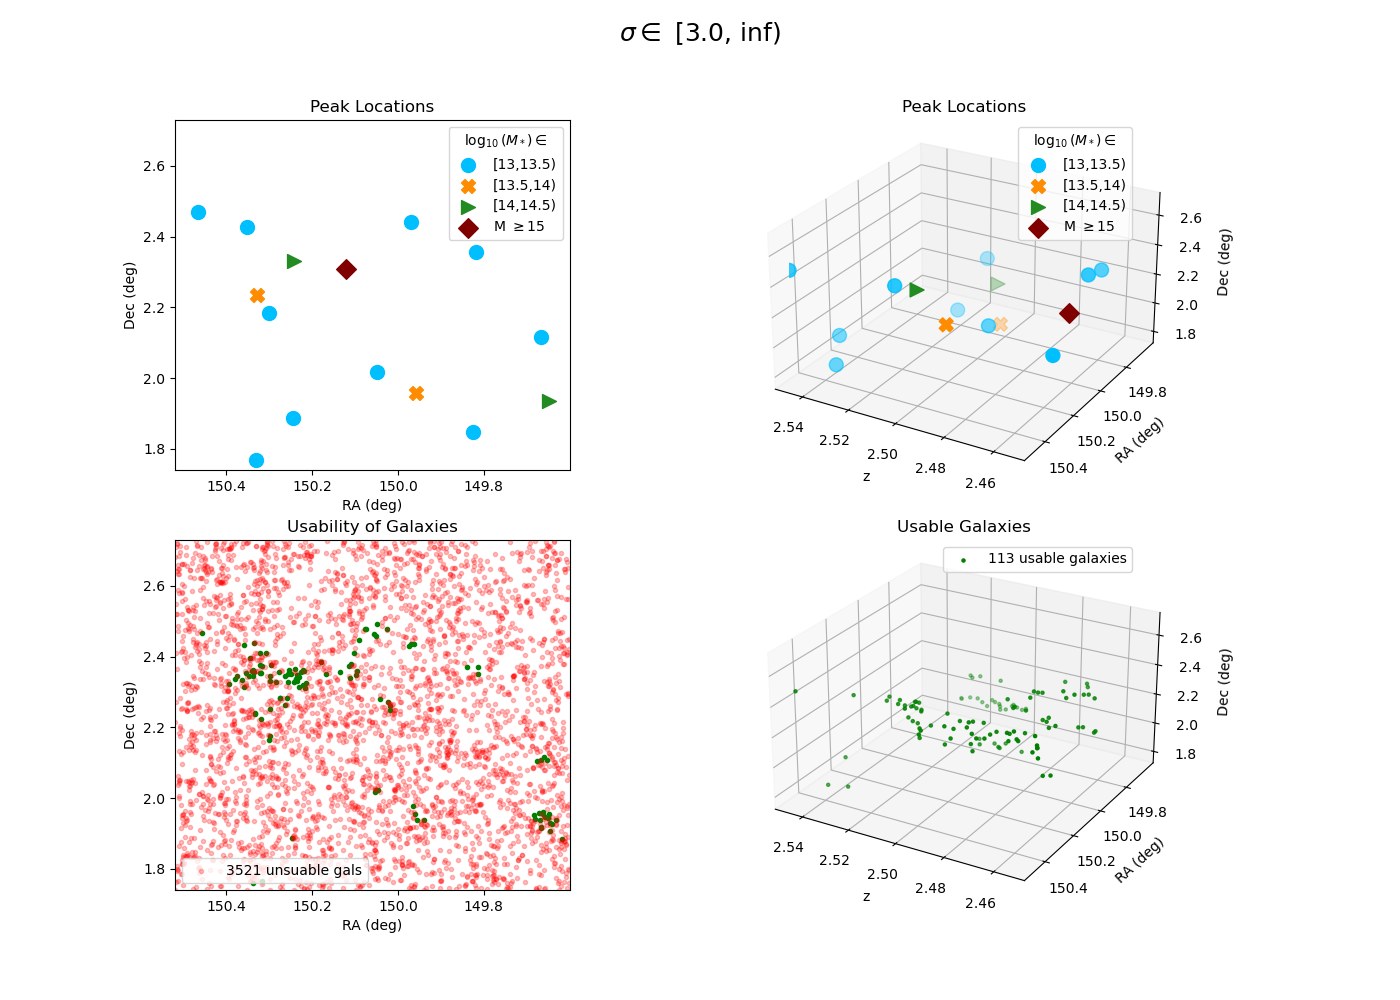 σ ∈ [3.0, inf)
Peak Locations
log₁₀(M*) ∈
[13,13.5)
[13.5,14)
[14,14.5)
M ≥15
2.6
2.4
2.2
2.0
1.8
Dec (deg)
150.4 150.2 150.0 149.8
RA (deg)
Peak Locations
log₁₀(M*) ∈
[13,13.5)
[13.5,14)
[14,14.5)
M ≥15
2.6
2.4
2.2
2.0
1.8
Dec (deg)
149.8
150.0
150.2
150.4
RA (deg)
2.54
2.52
2.50
2.48
2.46
z
Usability of Galaxies
2.6
2.4
2.2
2.0
1.8
Dec (deg)
3521 unsuable gals
150.4 150.2 150.0 149.8
RA (deg)
Usable Galaxies
113 usable galaxies
2.6
2.4
2.2
2.0
1.8
Dec (deg)
149.8
150.0
150.2
150.4
RA (deg)
2.54
2.52
2.50
2.48
2.46
z